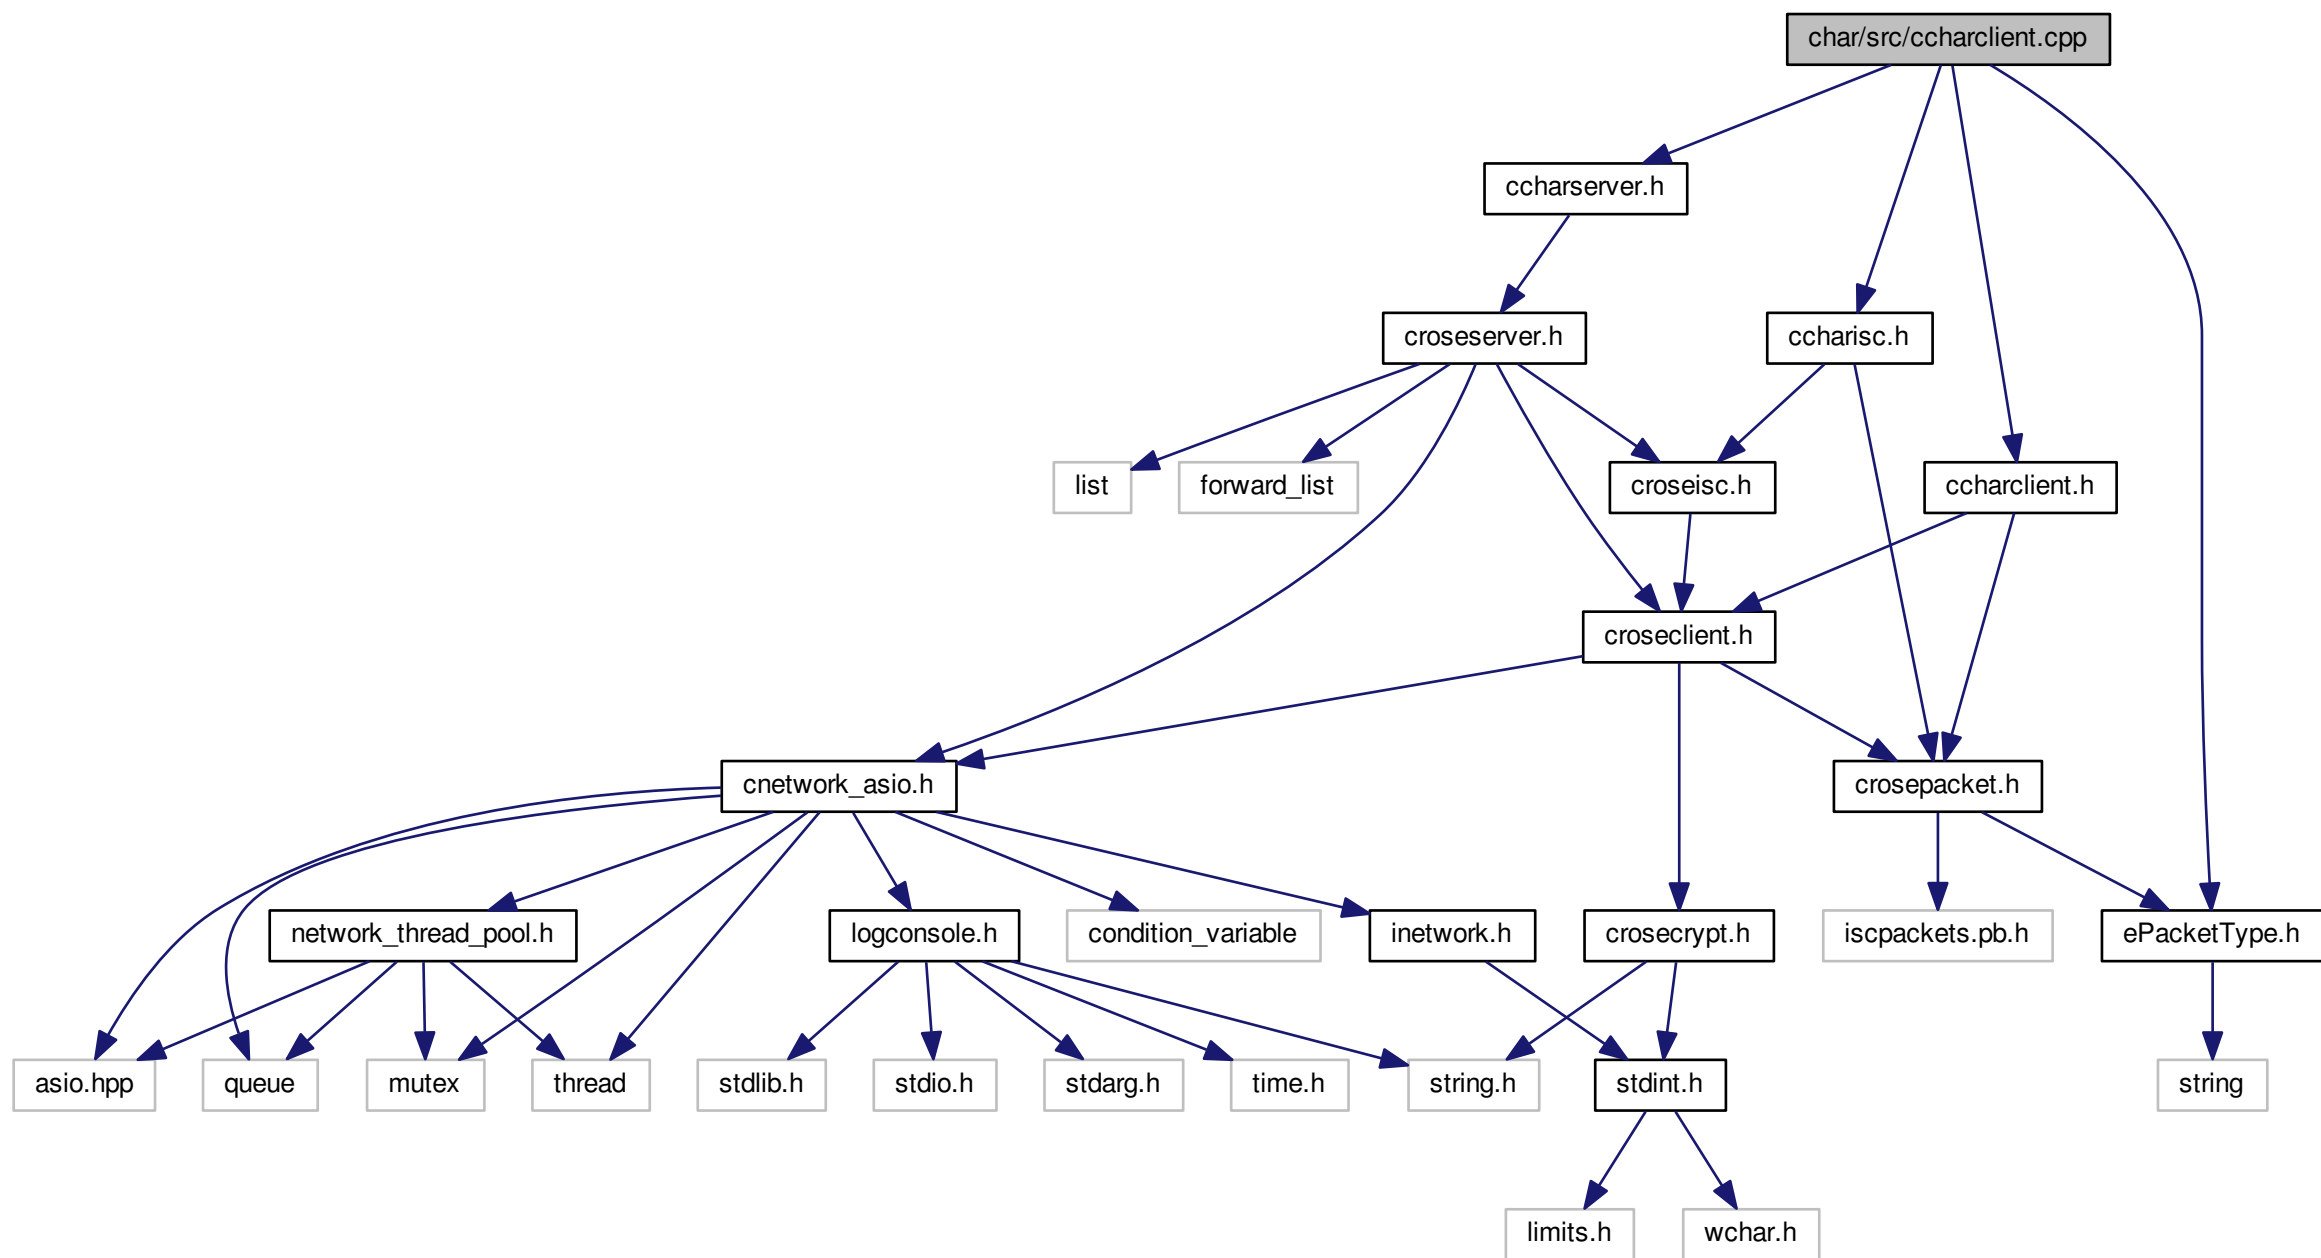 char/src/ccharclient.cpp
ccharserver.h
croseserver.h
ccharisc.h
list
forward_list
croseisc.h
ccharclient.h
croseclient.h
cnetwork_asio.h
crosepacket.h
network_thread_pool.h
logconsole.h
condition_variable
inetwork.h
crosecrypt.h
iscpackets.pb.h
ePacketType.h
asio.hpp
queue
mutex
thread
stdlib.h
stdio.h
stdarg.h
time.h
string.h
stdint.h
string
limits.h
wchar.h